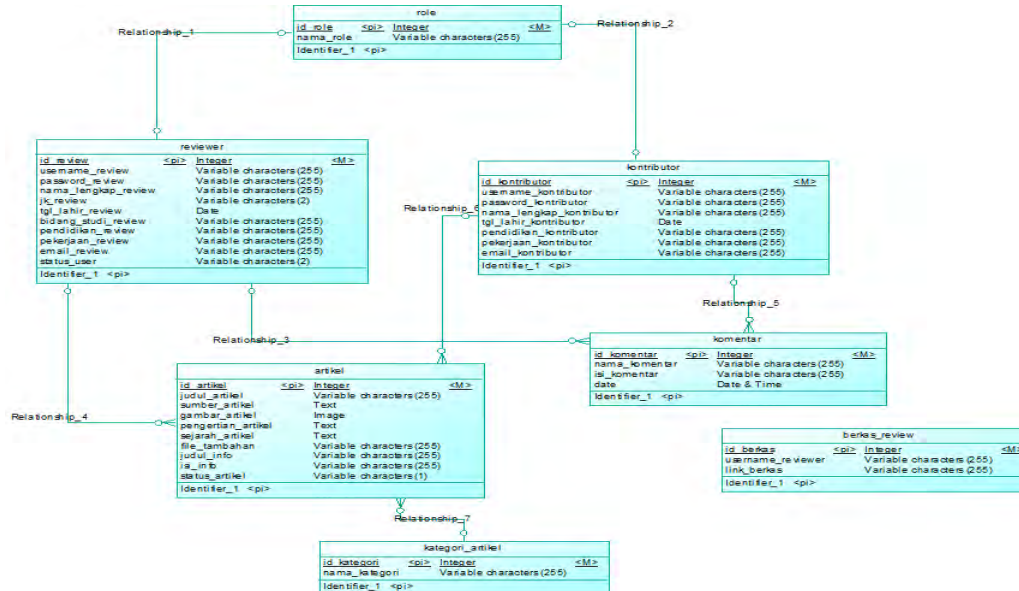 role
id_role <pi> Integer <M>
nama_role Variable characters (255)
Identifier_1 <pi>
Relationship_1
Relationship_2
reviewer
id_review <pi> Integer <M>
username_review Variable characters (255)
password_review Variable characters (255)
nama_lengkap_review Variable characters (255)
jk_review Variable characters (2)
tgl_lahir_review Date
bidang_studi_review Variable characters (255)
pendidikan_review Variable characters (255)
pekerjaan_review Variable characters (255)
email_review Variable characters (255)
status_user Variable characters (2)
Identifier_1 <pi>
kontributor
id_kontributor <pi> Integer <M>
username_kontributor Variable characters (255)
password_kontributor Variable characters (255)
nama_lengkap_kontributor Variable characters (255)
tgl_lahir_kontributor Date
pendidikan_kontributor Variable characters (255)
pekerjaan_kontributor Variable characters (255)
email_kontributor Variable characters (255)
Identifier_1 <pi>
Relationship_6
Relationship_5
Relationship_3
komentar
id_komentar <pi> Integer <M>
nama_komentar Variable characters (255)
isi_komentar Variable characters (255)
date Date & Time
Identifier_1 <pi>
artikel
id_artikel <pi> Integer <M>
judul_artikel Variable characters (255)
sumber_artikel Text
gambar_artikel Image
pengertian_artikel Text
sejarah_artikel Text
file_tambahan Variable characters (255)
judul_info Variable characters (255)
isi_info Variable characters (255)
status_artikel Variable characters (1)
Identifier_1 <pi>
Relationship_4
berkas_review
id_berkas <pi> Integer <M>
username_reviewer Variable characters (255)
link_berkas Variable characters (255)
Identifier_1 <pi>
Relationship_7
kategori_artikel
id_kategori <pi> Integer <M>
nama_kategori Variable characters (255)
Identifier_1 <pi>